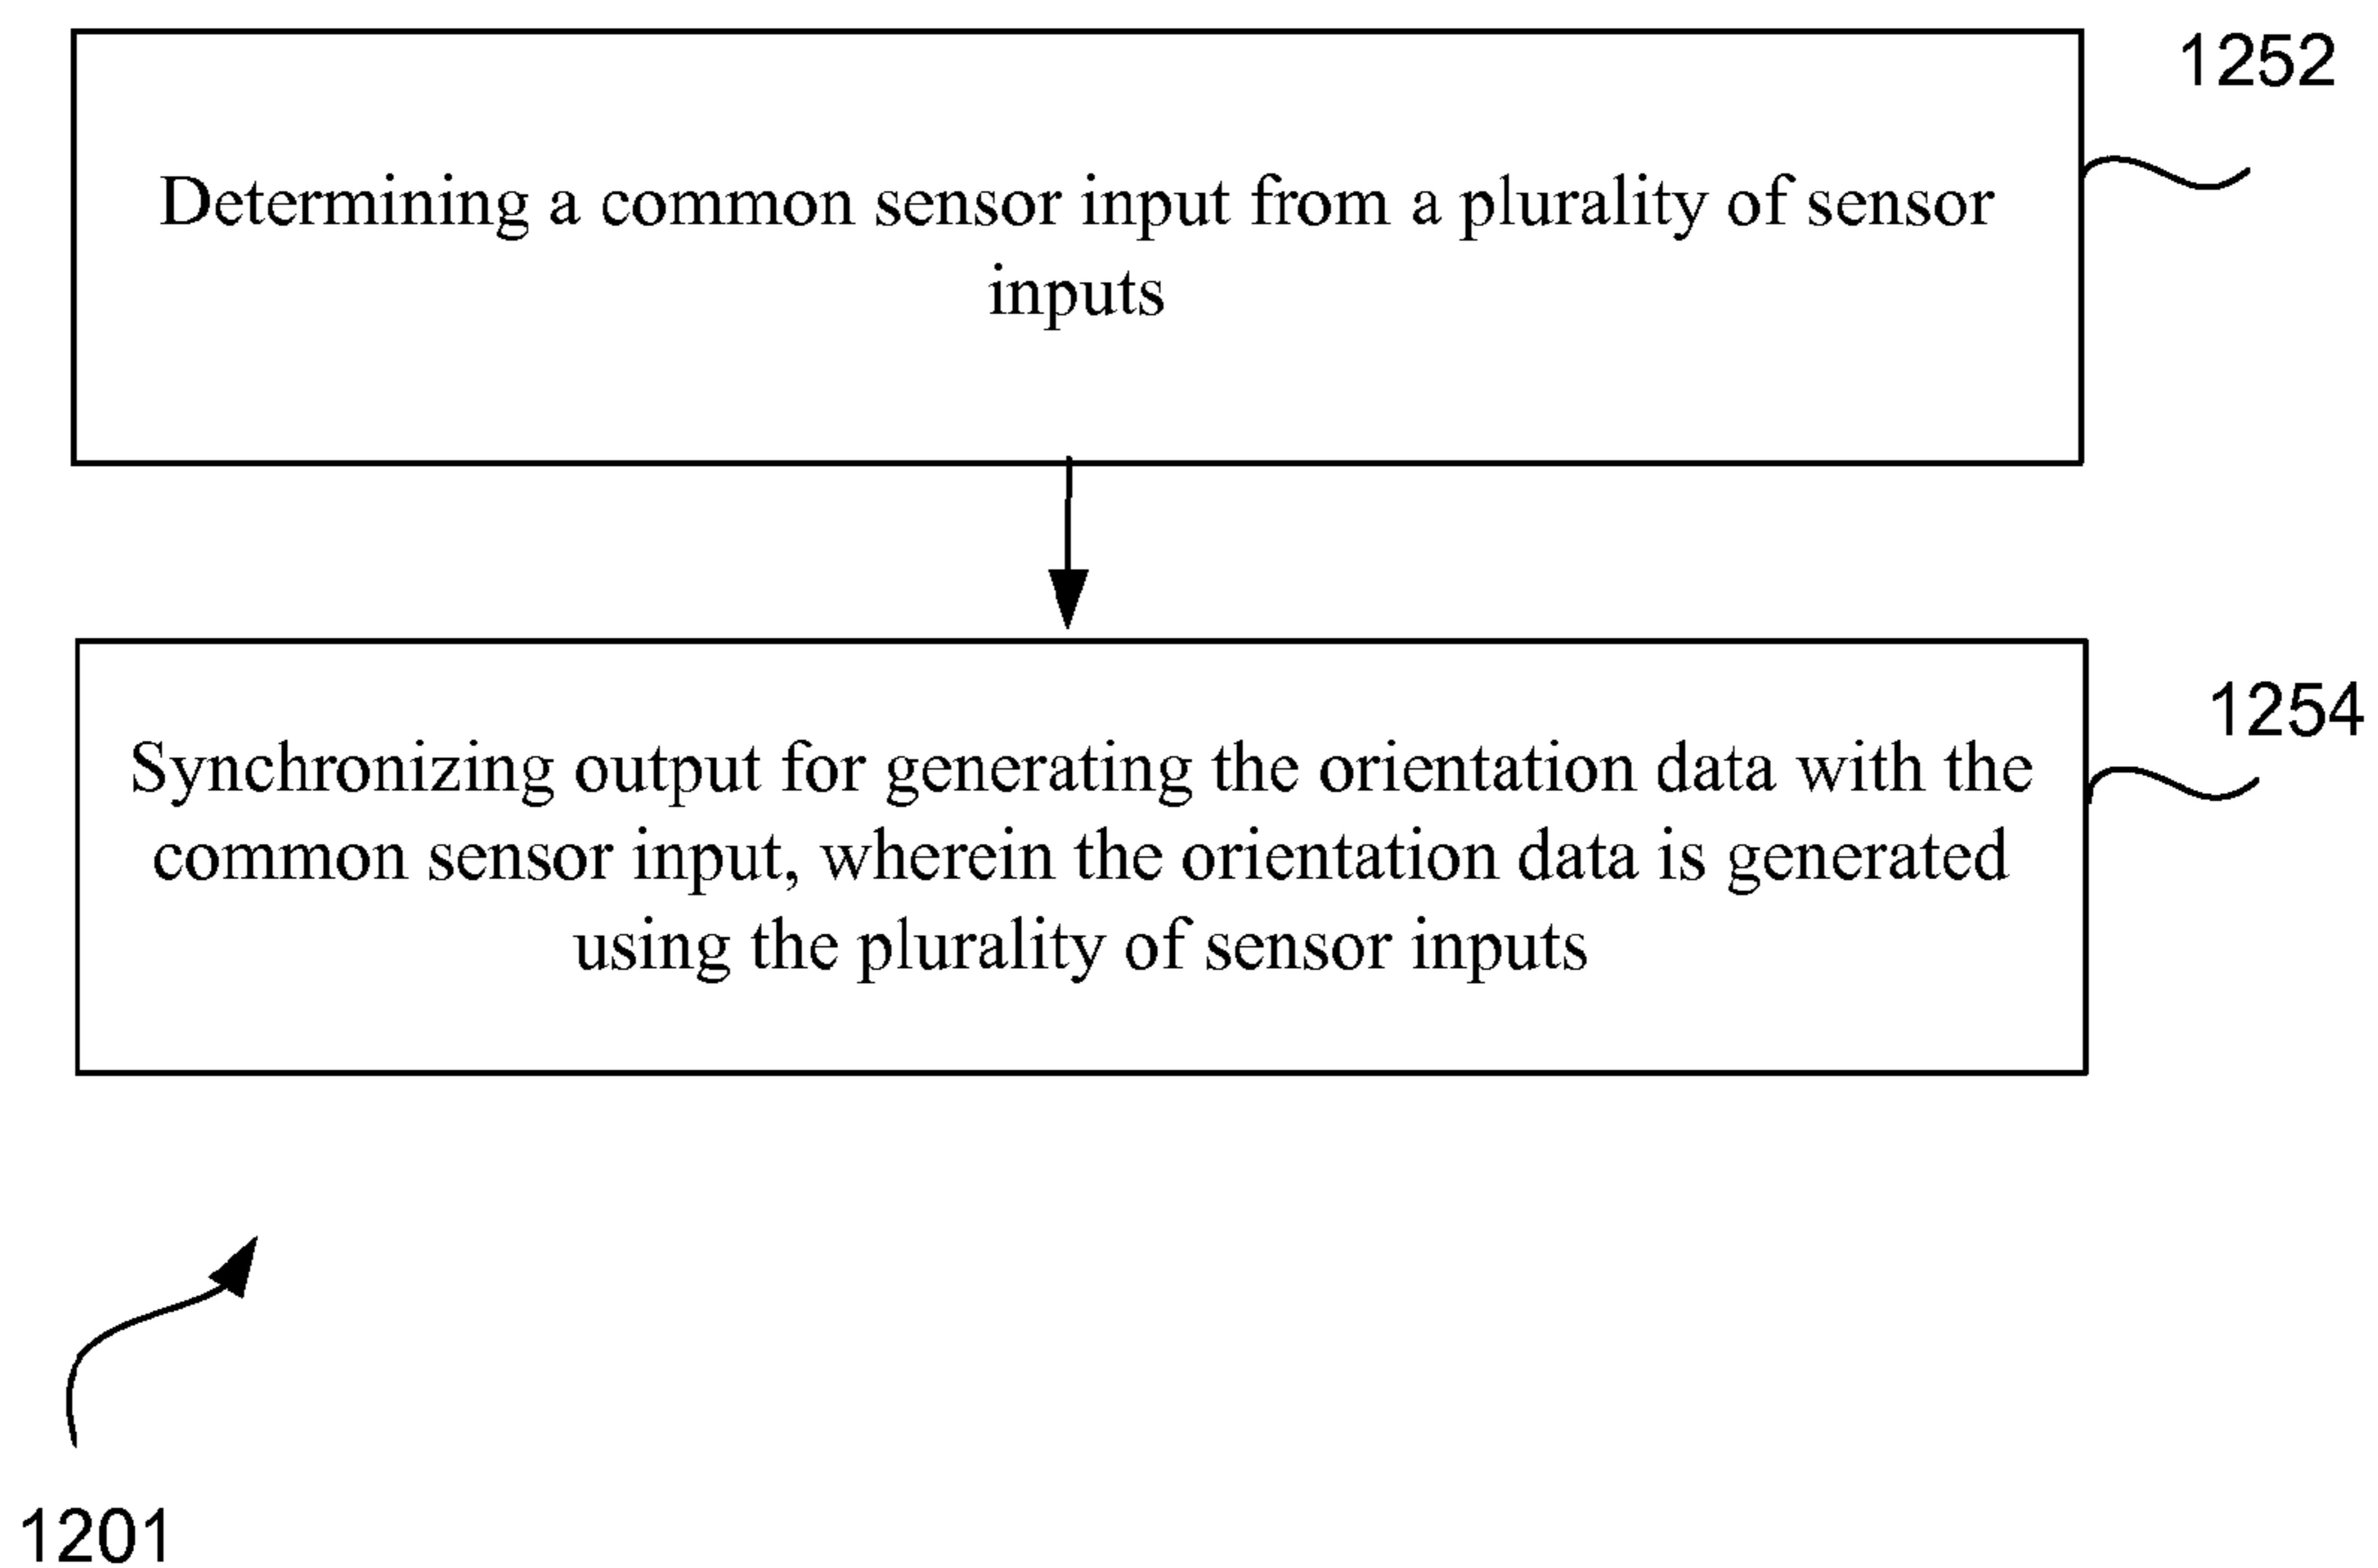 1252
Determining a common sensor input from a plurality of sensor
inputs
1254
Synchronizing output for generating the orientation data with the
common sensor input, wherein the orientation data is generated
using the plurality of sensor inputs
1201